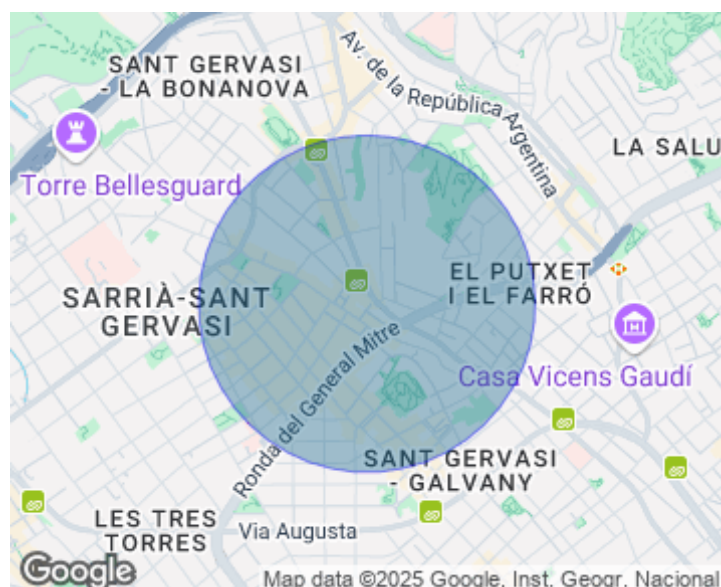 SANT GERVASI
- LA BONANOVA
Av. de la República Argentina
LA SALU
Torre Bellesguard
SARRIÀ-SANT
GERVASI
EL PUTXET
I EL FARRÓ
Ronda del General Mitre
Casa Vicens Gaudí
SANT GERVASI
- GALVANY
LES TRES
TORRES
Via Augusta
Google
Map data ©2025 Google, Inst. Geogr. Nacional